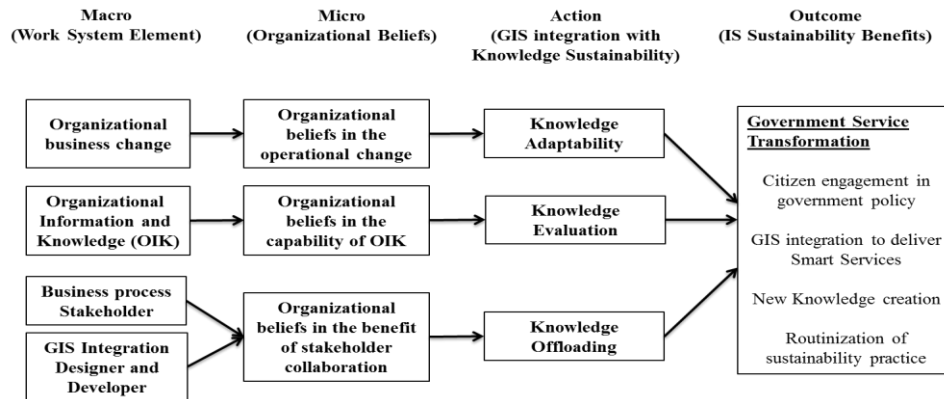 Macro
(Work System Element)
Micro
(Organizational Beliefs)
Action
(GIS integration with
Knowledge Sustainability)
Outcome
(IS Sustainability Benefits)
Organizational
business change
Organizational
beliefs in the
operational change
Knowledge
Adaptability
Organizational
Information and
Knowledge (OIK)
Organizational
beliefs in the
capability of OIK
Knowledge
Evaluation
Business process
Stakeholder
GIS Integration
Designer and
Developer
Organizational
beliefs in the benefit
of stakeholder
collaboration
Knowledge
Offloading
Government Service
Transformation
Citizen engagement in
government policy
GIS integration to deliver
Smart Services
New Knowledge creation
Routinization of
sustainability practice